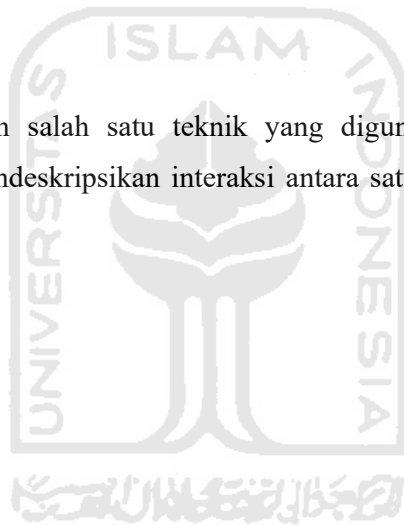 ISLAM
n salah satu teknik yang digun
ndeskripsikan interaksi antara sat
UNIVERSITAS
INDONESIA